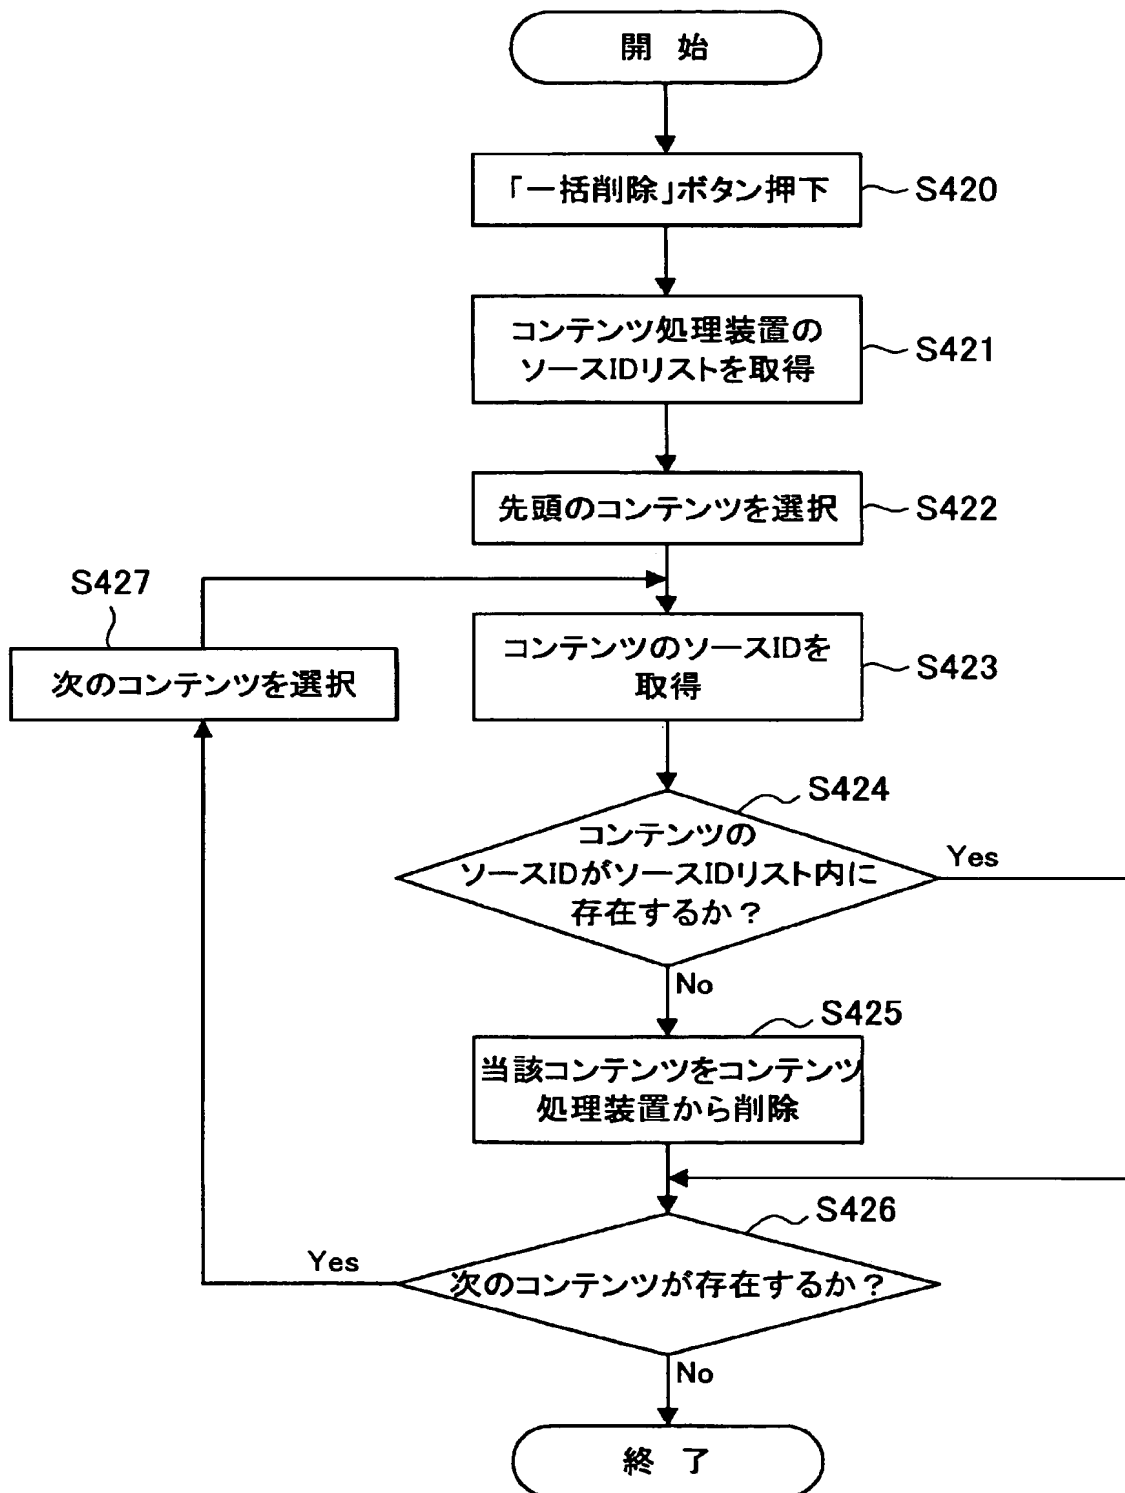 開 始
「一括削除」ボタン押下
S420
コンテンツ処理装置の
ソースIDリストを取得
S421
先頭のコンテンツを選択
S422
S427
次のコンテンツを選択
コンテンツのソースIDを
取得
S423
S424
コンテンツの
ソースIDがソースIDリスト内に
存在するか？
Yes
No
S425
当該コンテンツをコンテンツ
処理装置から削除
S426
次のコンテンツが存在するか？
Yes
No
終 了